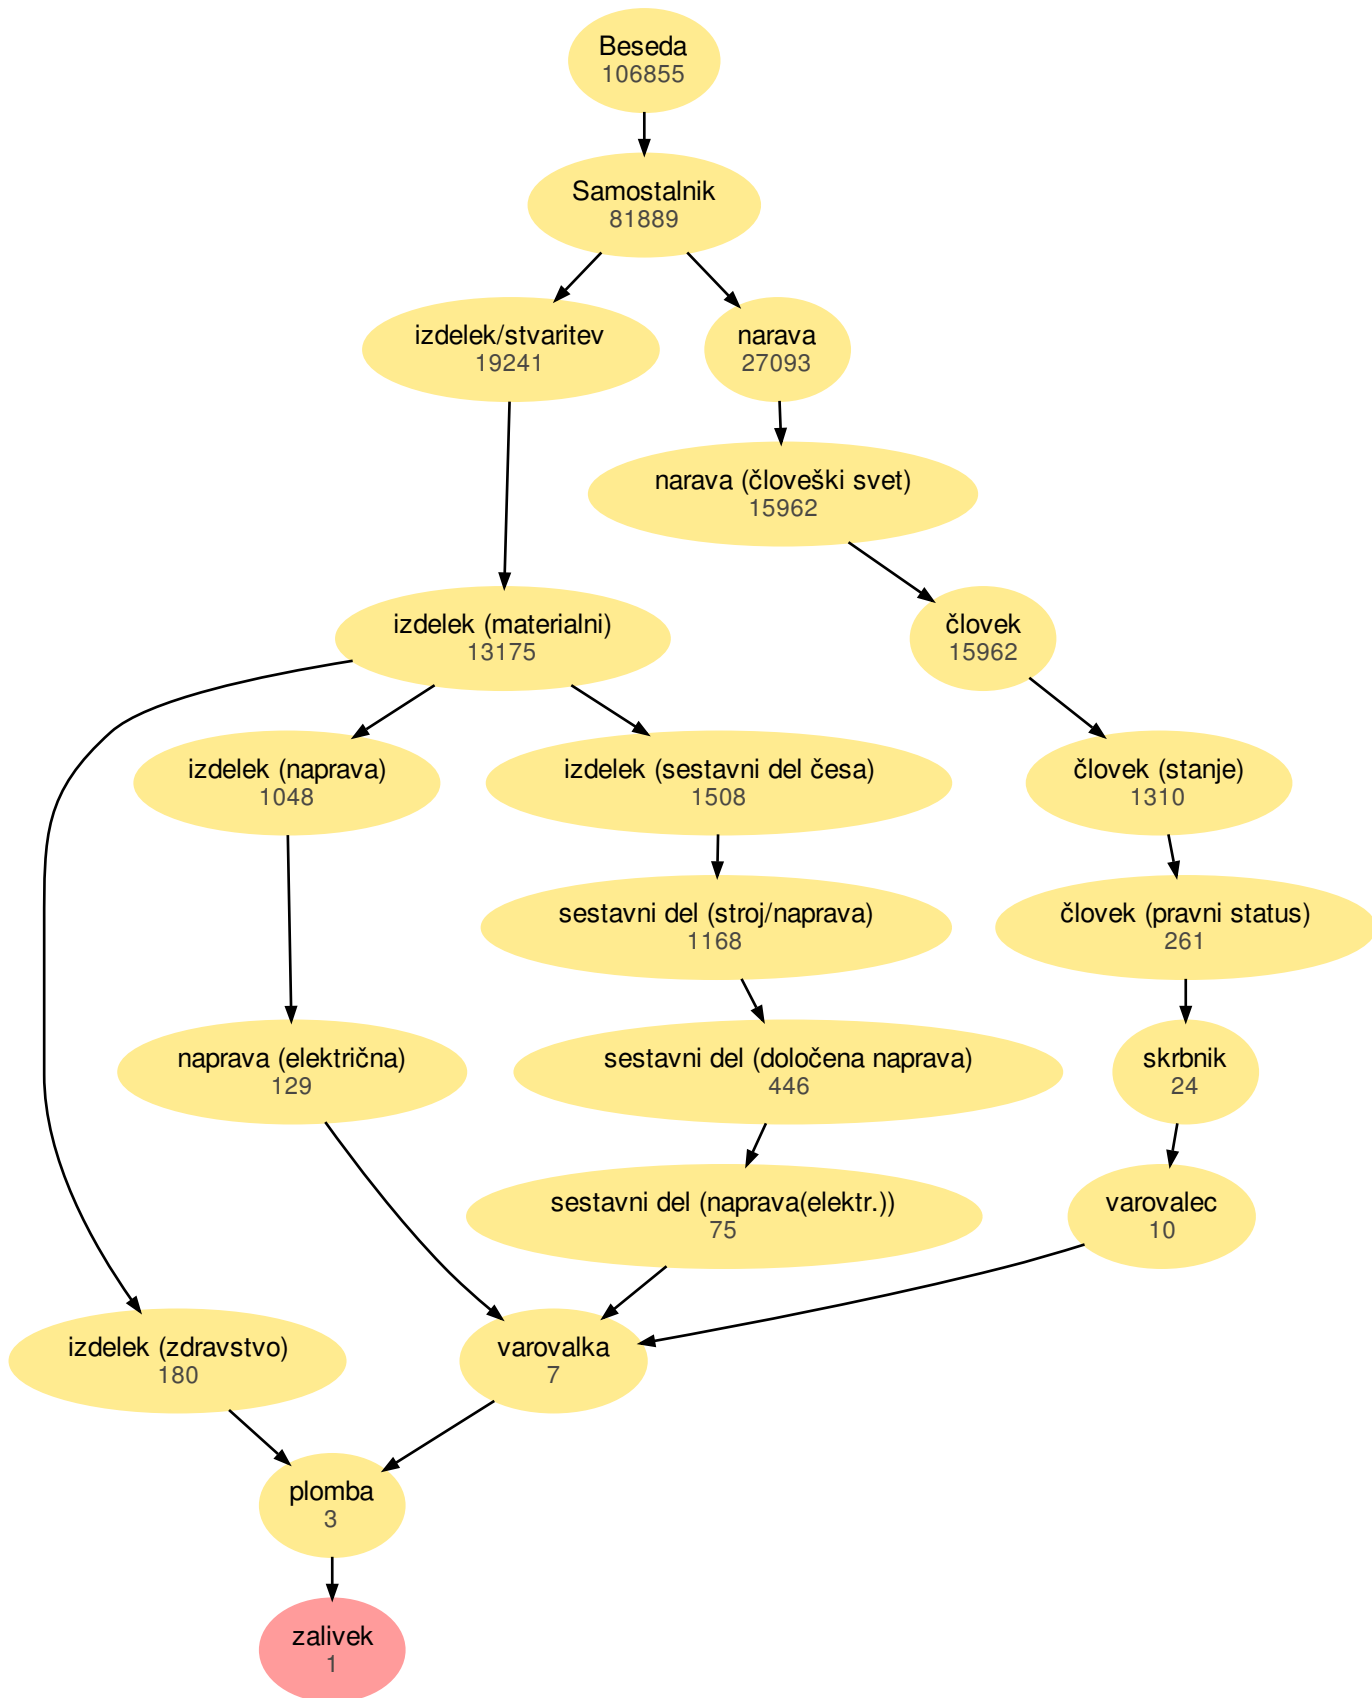 Beseda
106855
Samostalnik
81889
izdelek/stvaritev
19241
narava
27093
narava (človeški svet)
15962
izdelek (materialni)
13175
človek
15962
izdelek (naprava)
1048
izdelek (sestavni del česa)
1508
človek (stanje)
1310
sestavni del (stroj/naprava)
1168
človek (pravni status)
261
naprava (električna)
129
sestavni del (določena naprava)
446
skrbnik
24
sestavni del (naprava(elektr.))
75
varovalec
10
izdelek (zdravstvo)
180
varovalka
7
plomba
3
zalivek
1